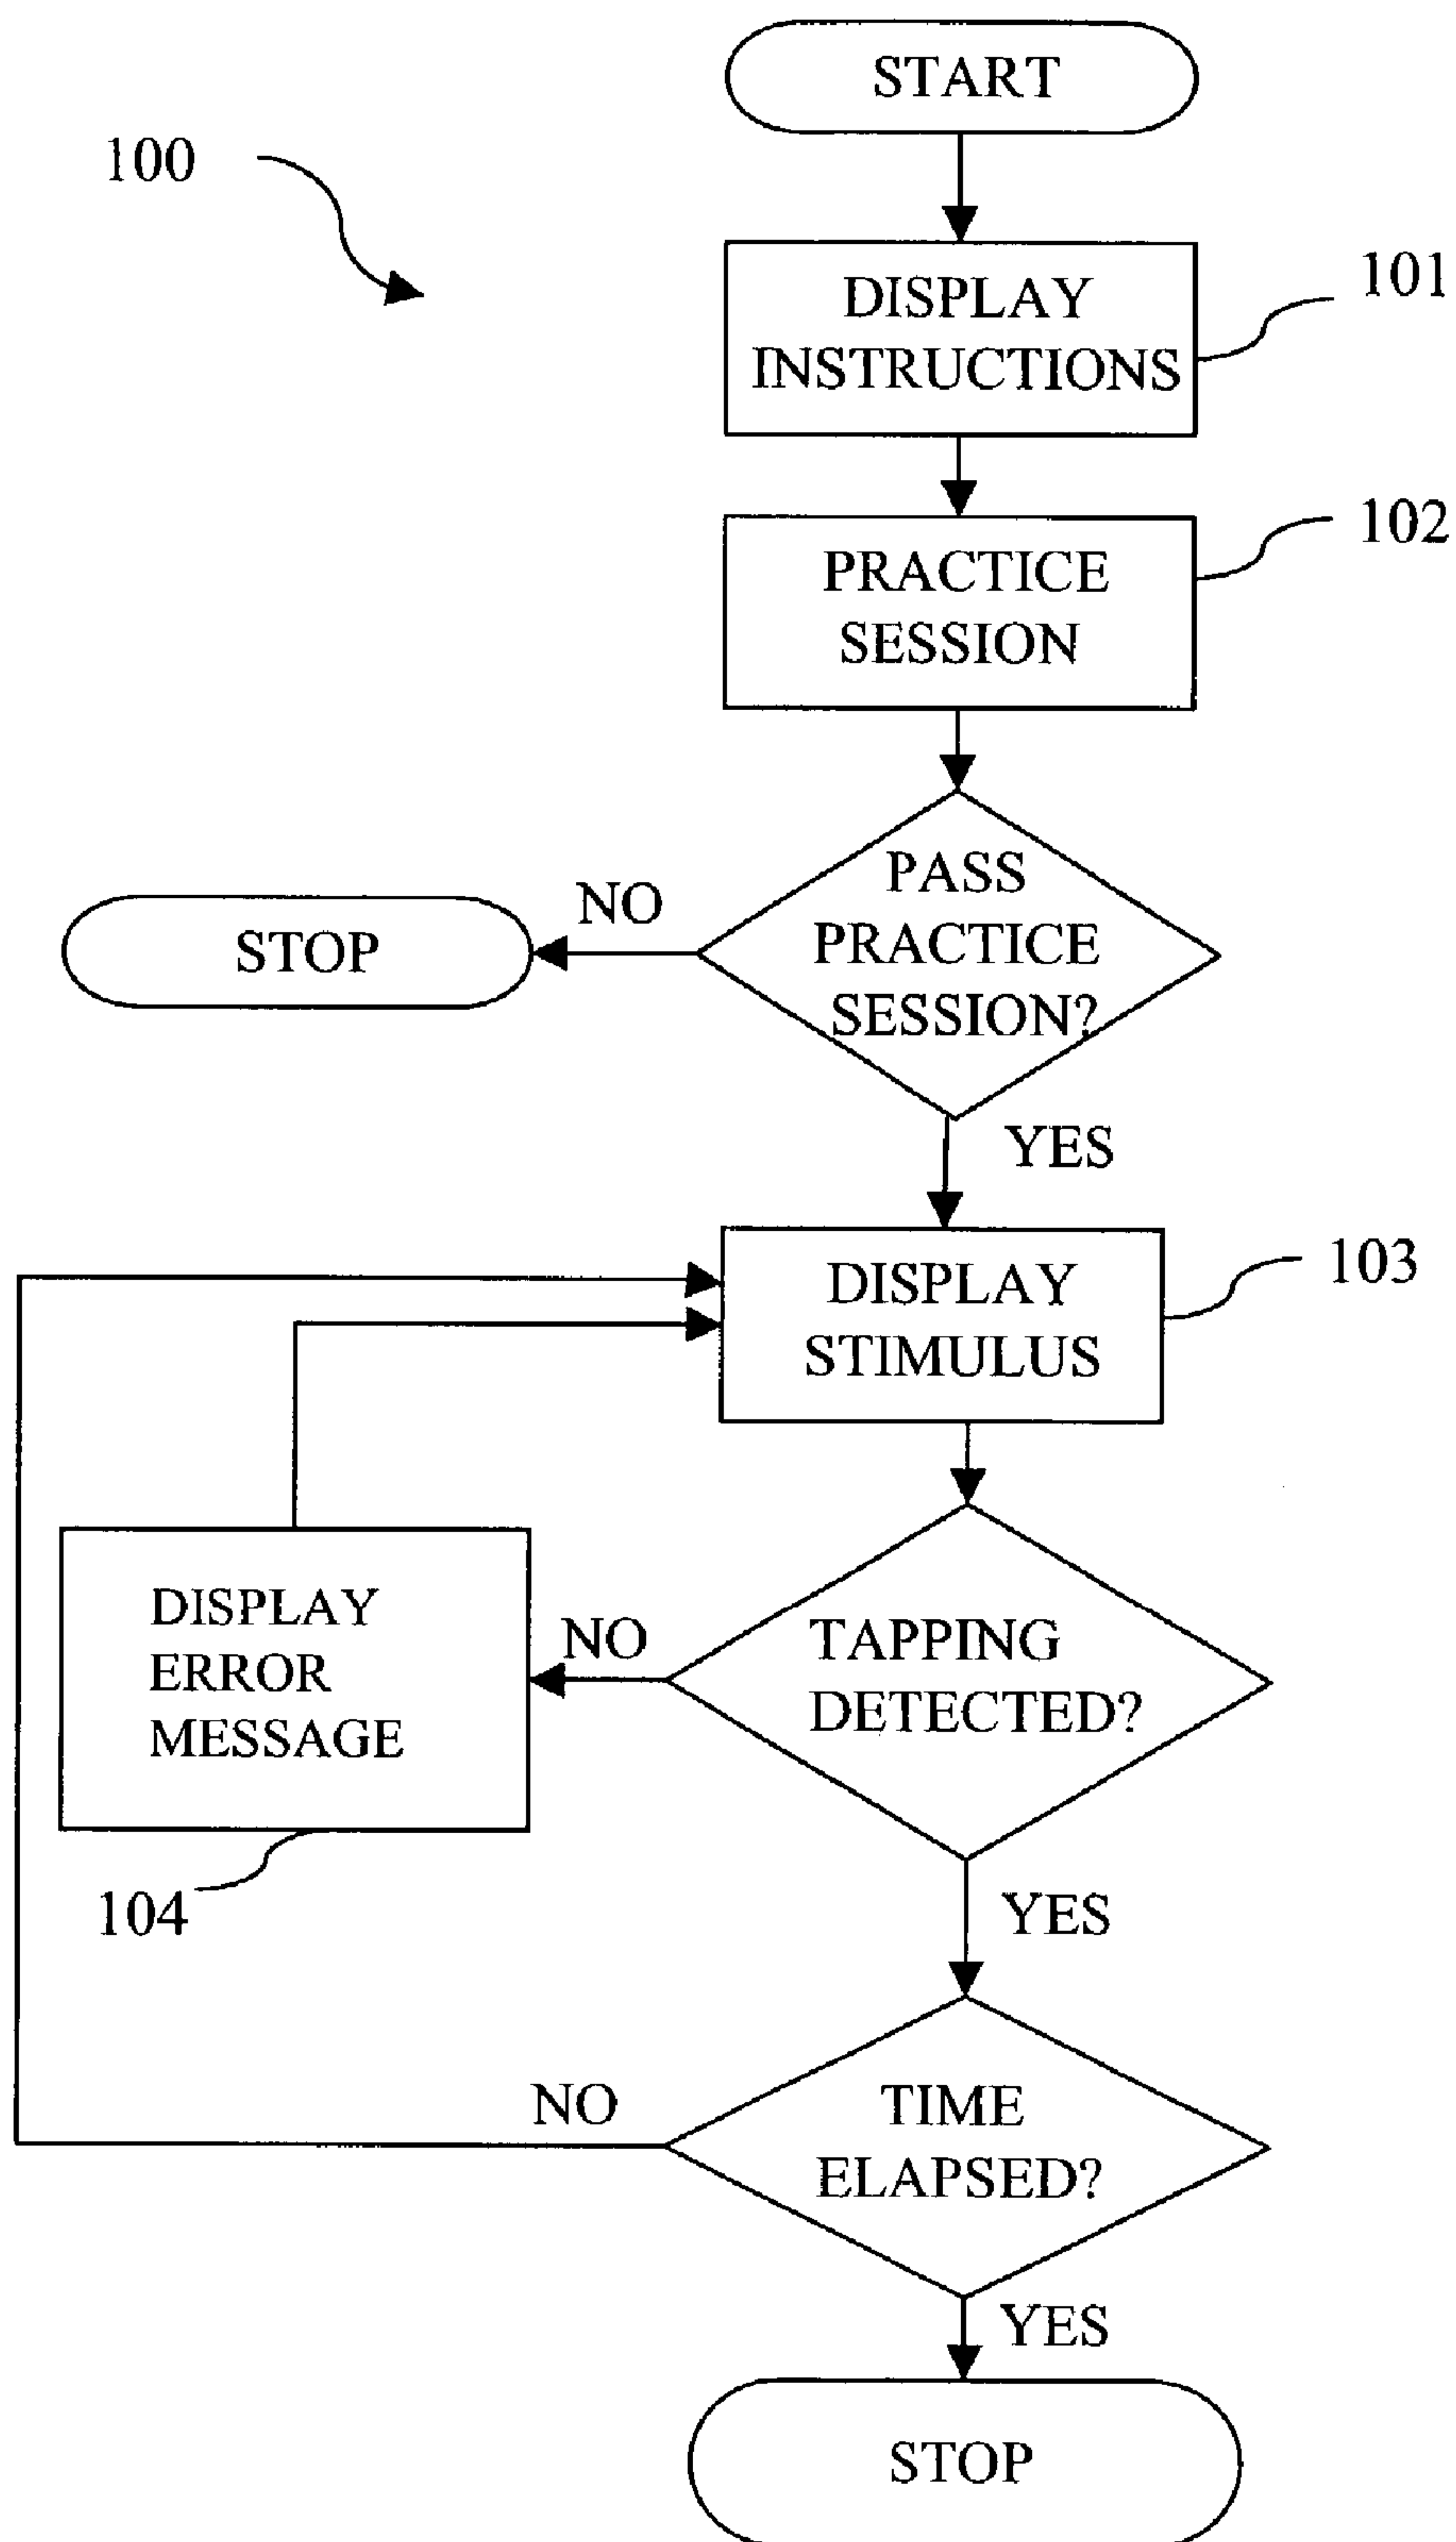 START
100
DISPLAY
INSTRUCTIONS
101
PRACTICE
SESSION
102
PASS
PRACTICE
SESSION?
NO
STOP
YES
DISPLAY
STIMULUS
103
TAPPING
DETECTED?
NO
DISPLAY
ERROR
MESSAGE
104
YES
TIME
ELAPSED?
NO
YES
STOP